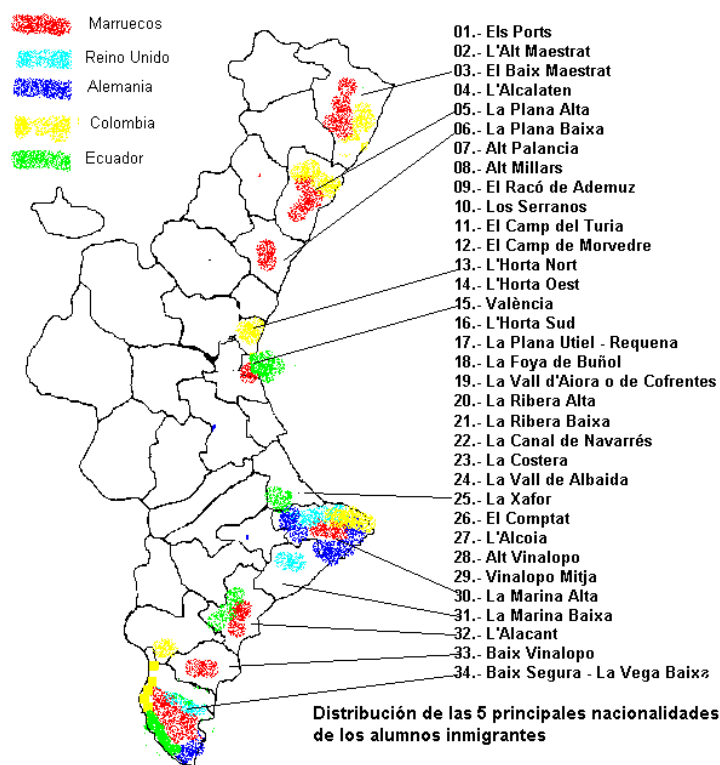 Marruecos
Reino Unido
Alemania
Colombia
Ecuador
01.- Els Ports
02.- L'Alt Maestrat
03.- El Baix Maestrat
04.- L'Alcalaten
05.- La Plana Alta
06.- La Plana Baixa
07.- Alt Palancia
08.- Alt Millars
09.- El Racó de Ademuz
10.- Los Serranos
11.- El Camp del Turia
12.- El Camp de Morvedre
13.- L'Horta Nort
14.- L'Horta Oest
15.- València
16.- L'Horta Sud
17.- La Plana Utiel - Requena
18.- La Foya de Buñol
19.- La Vall d'Aiora o de Cofrentes
20.- La Ribera Alta
21.- La Ribera Baixa
22.- La Canal de Navarrés
23.- La Costera
24.- La Vall de Albaida
25.- La Xafor
26.- El Comptat
27.- L'Alcoia
28.- Alt Vinalopo
29.- Vinalopo Mitja
30.- La Marina Alta
31.- La Marina Baixa
32.- L'Alacant
33.- Baix Vinalopo
34.- Baix Segura - La Vega Baixa
Distribución de las 5 principales nacionalidades
de los alumnos inmigrantes